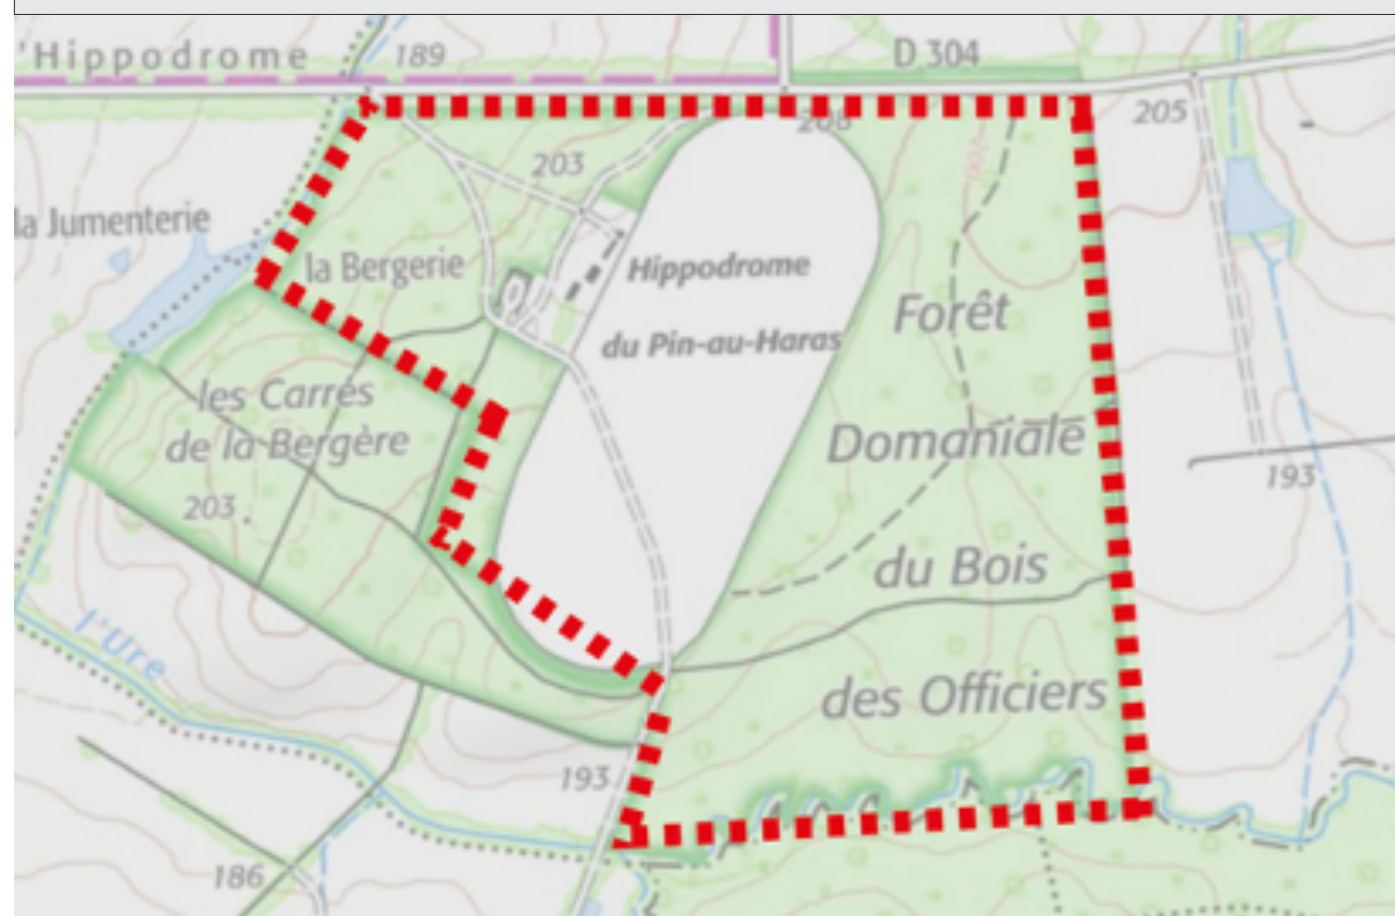 'Hippodrome
189
D 304
205
206
203
200
la Jumenterie
la Bergerie
Hippodrome
du Pin-au-Haras
Forêt
les Carrés
de la Bergère
Domaniale
193
203
du Bois
l'Ure
des Officiers
193
186